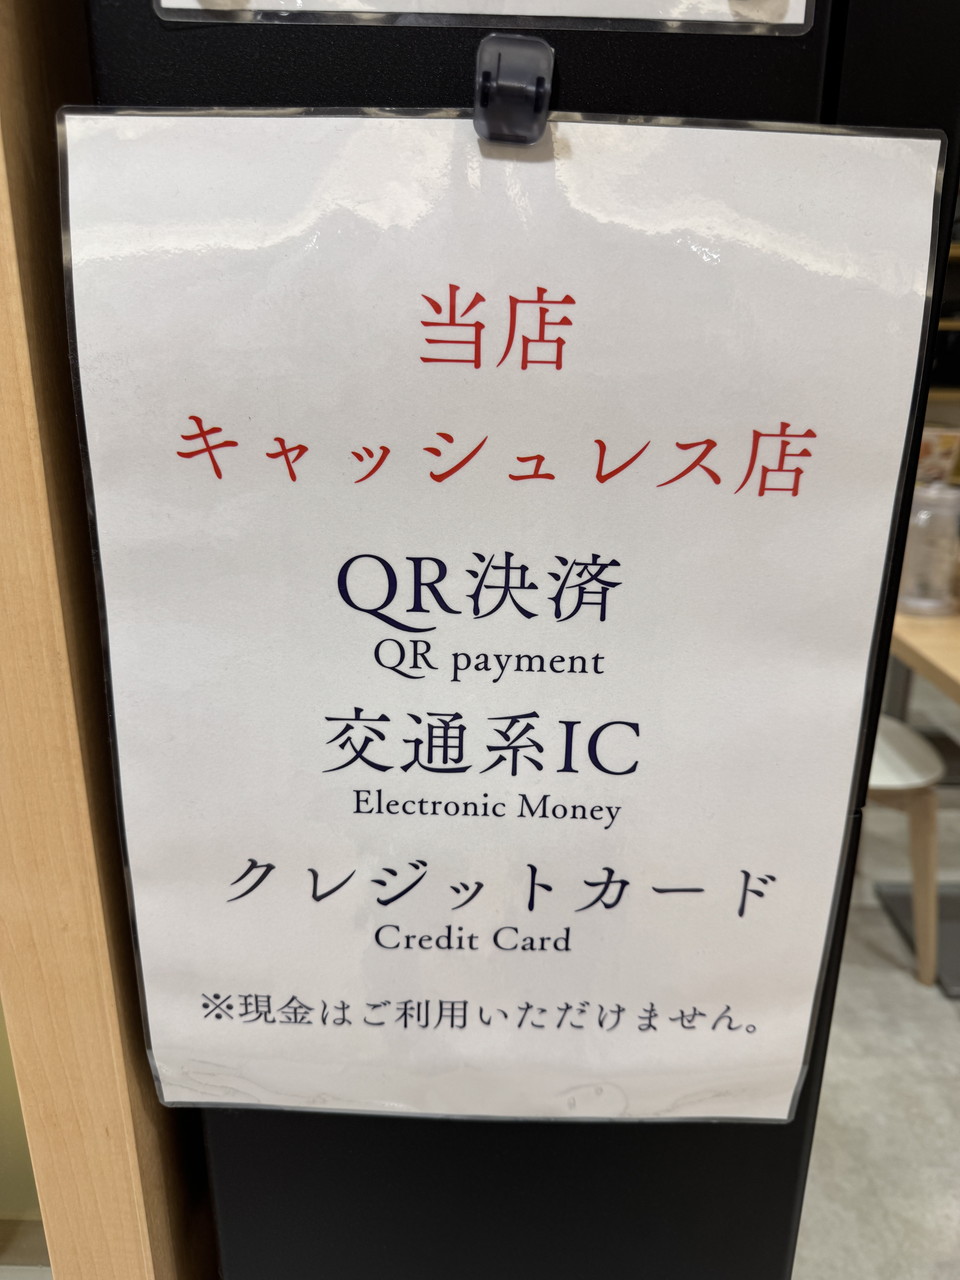 当店
キャッシュレス店
QR決済
QR payment
交通系IC
Electronic Money
クレジットカード
Credit Card
※現金はご利用いただけません。